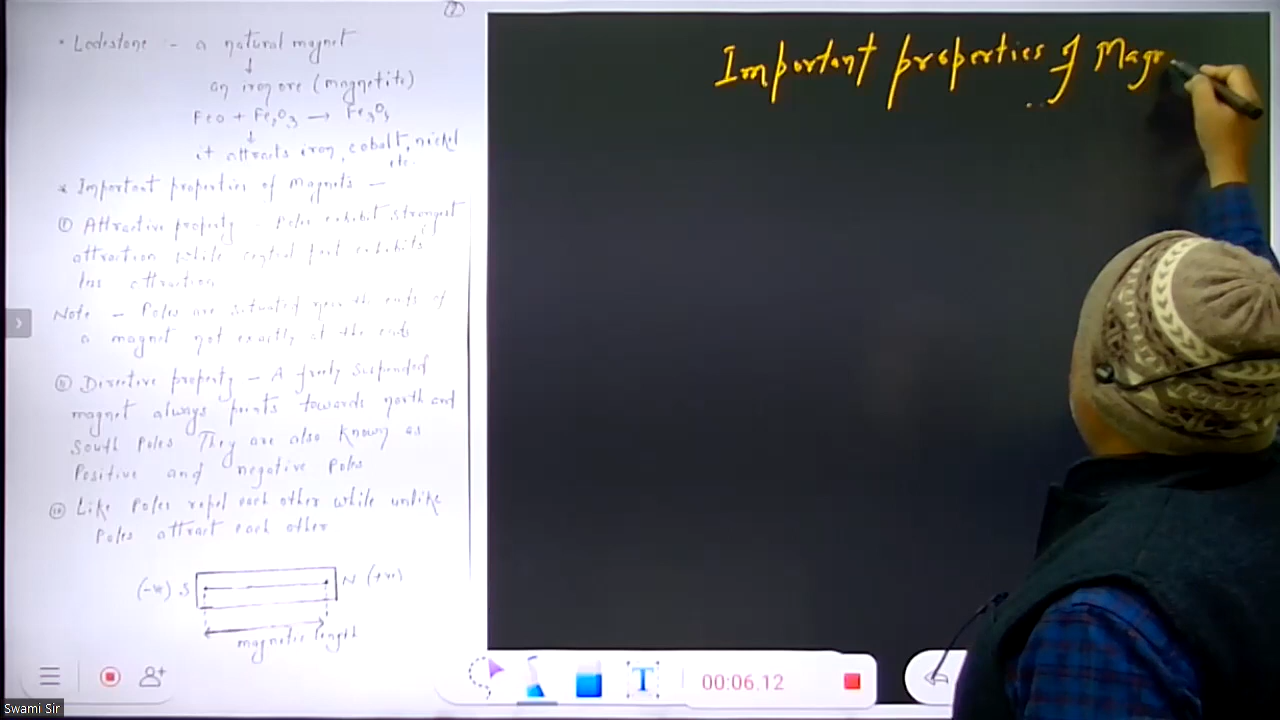 (7)
• Lodestone - a natural magnet
↓
an iron ore (magnetite)
FeO + Fe₂O₃ → Fe₃O₄
↓
it attracts iron, cobalt, nickel
etc.
* Important properties of Magnets -
(i) Attractive property - Poles exhibit strongest
attraction while central part exhibits
less attraction
Note - Poles are situated near the ends of
a magnet not exactly at the ends
(ii) Directive property - A freely suspended
magnet always points towards north and
South Poles They are also known as
Positive and negative Poles
(iii) Like Poles repel each other while unlike
Poles attract each other
(-ve) S N (+ve)
magnetic length
Important properties of Magn
T
00:06.12
Swami Sir